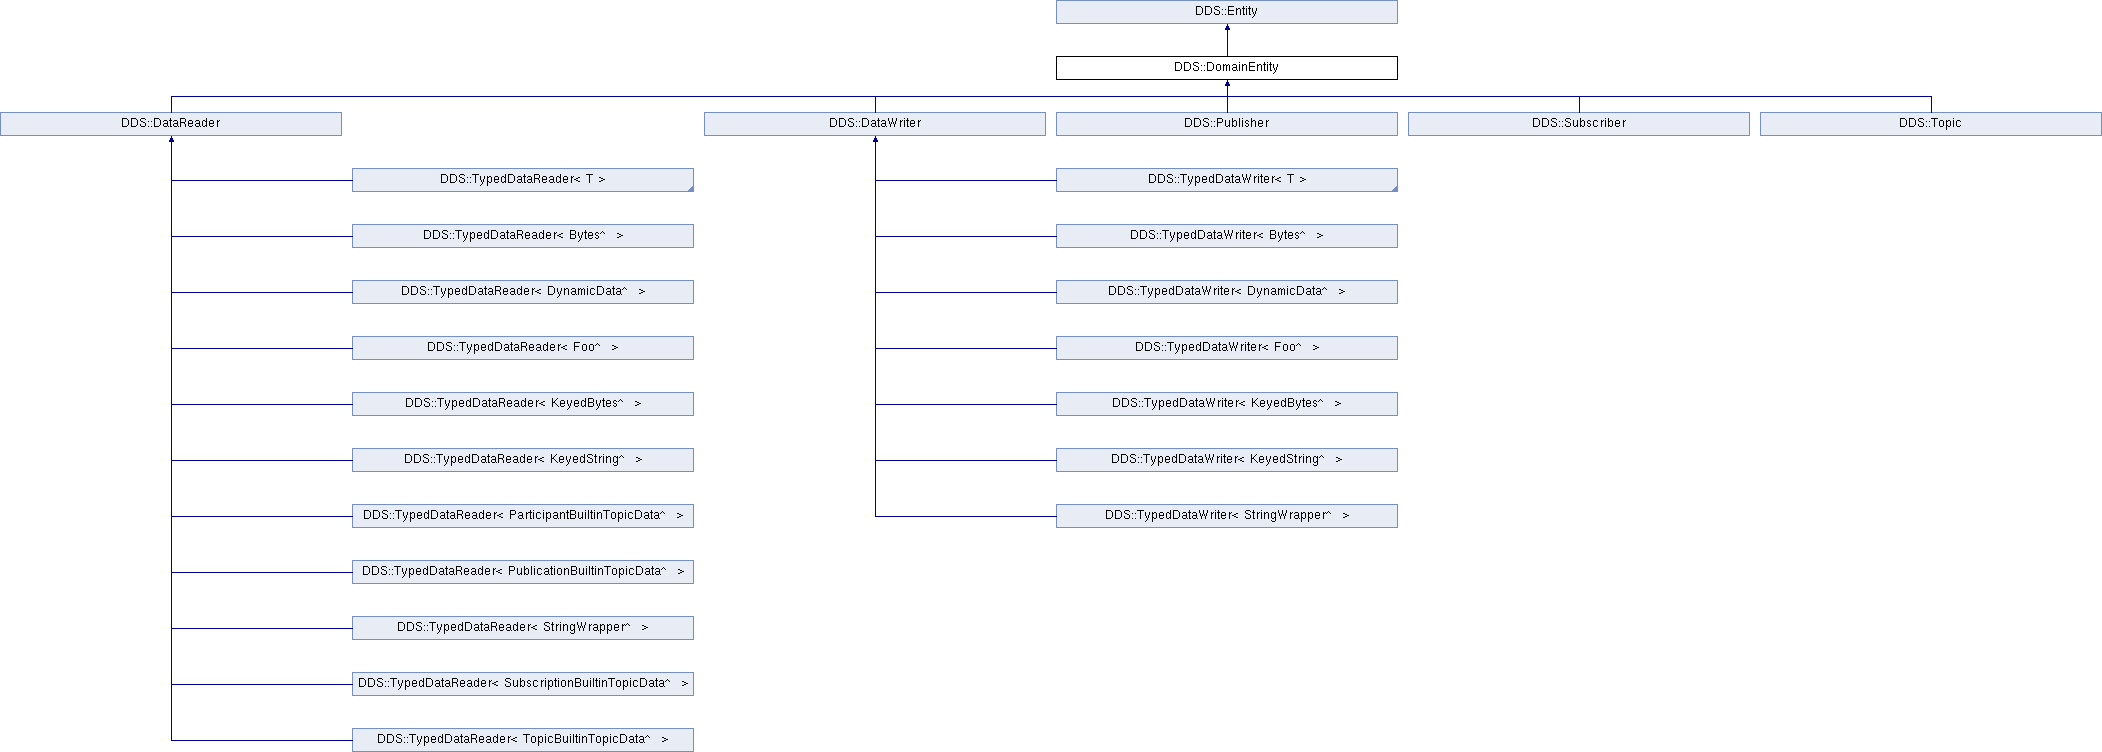 DDS::Entity
DDS::DomainEntity
DDS::DataReader
DDS::DataWriter
DDS::Publisher
DDS::Subscriber
DDS::Topic
DDS::TypedDataReader< T >
DDS::TypedDataWriter< T >
DDS::TypedDataReader< Bytes^ >
DDS::TypedDataWriter< Bytes^ >
DDS::TypedDataReader< DynamicData^ >
DDS::TypedDataWriter< DynamicData^ >
DDS::TypedDataReader< Foo^ >
DDS::TypedDataWriter< Foo^ >
DDS::TypedDataReader< KeyedBytes^ >
DDS::TypedDataWriter< KeyedBytes^ >
DDS::TypedDataReader< KeyedString^ >
DDS::TypedDataWriter< KeyedString^ >
DDS::TypedDataReader< ParticipantBuiltinTopicData^ >
DDS::TypedDataWriter< StringWrapper^ >
DDS::TypedDataReader< PublicationBuiltinTopicData^ >
DDS::TypedDataReader< StringWrapper^ >
DDS::TypedDataReader< SubscriptionBuiltinTopicData^ >
DDS::TypedDataReader< TopicBuiltinTopicData^ >